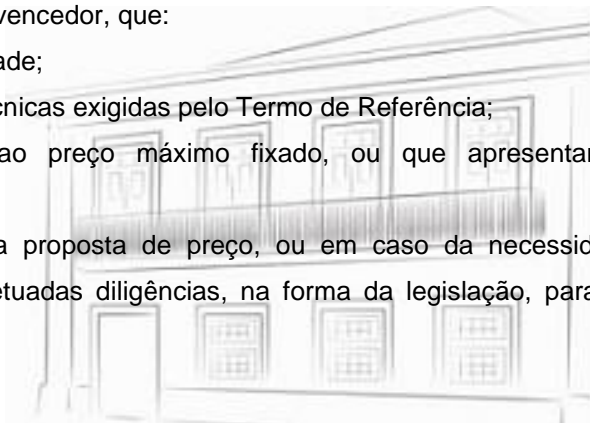 vencedor, que:
ade;
cnicas exigidas pelo Termo de Referência;
ao preço máximo fixado, ou que apresentar
a proposta de preço, ou em caso da necessid
etuadas diligências, na forma da legislação, para